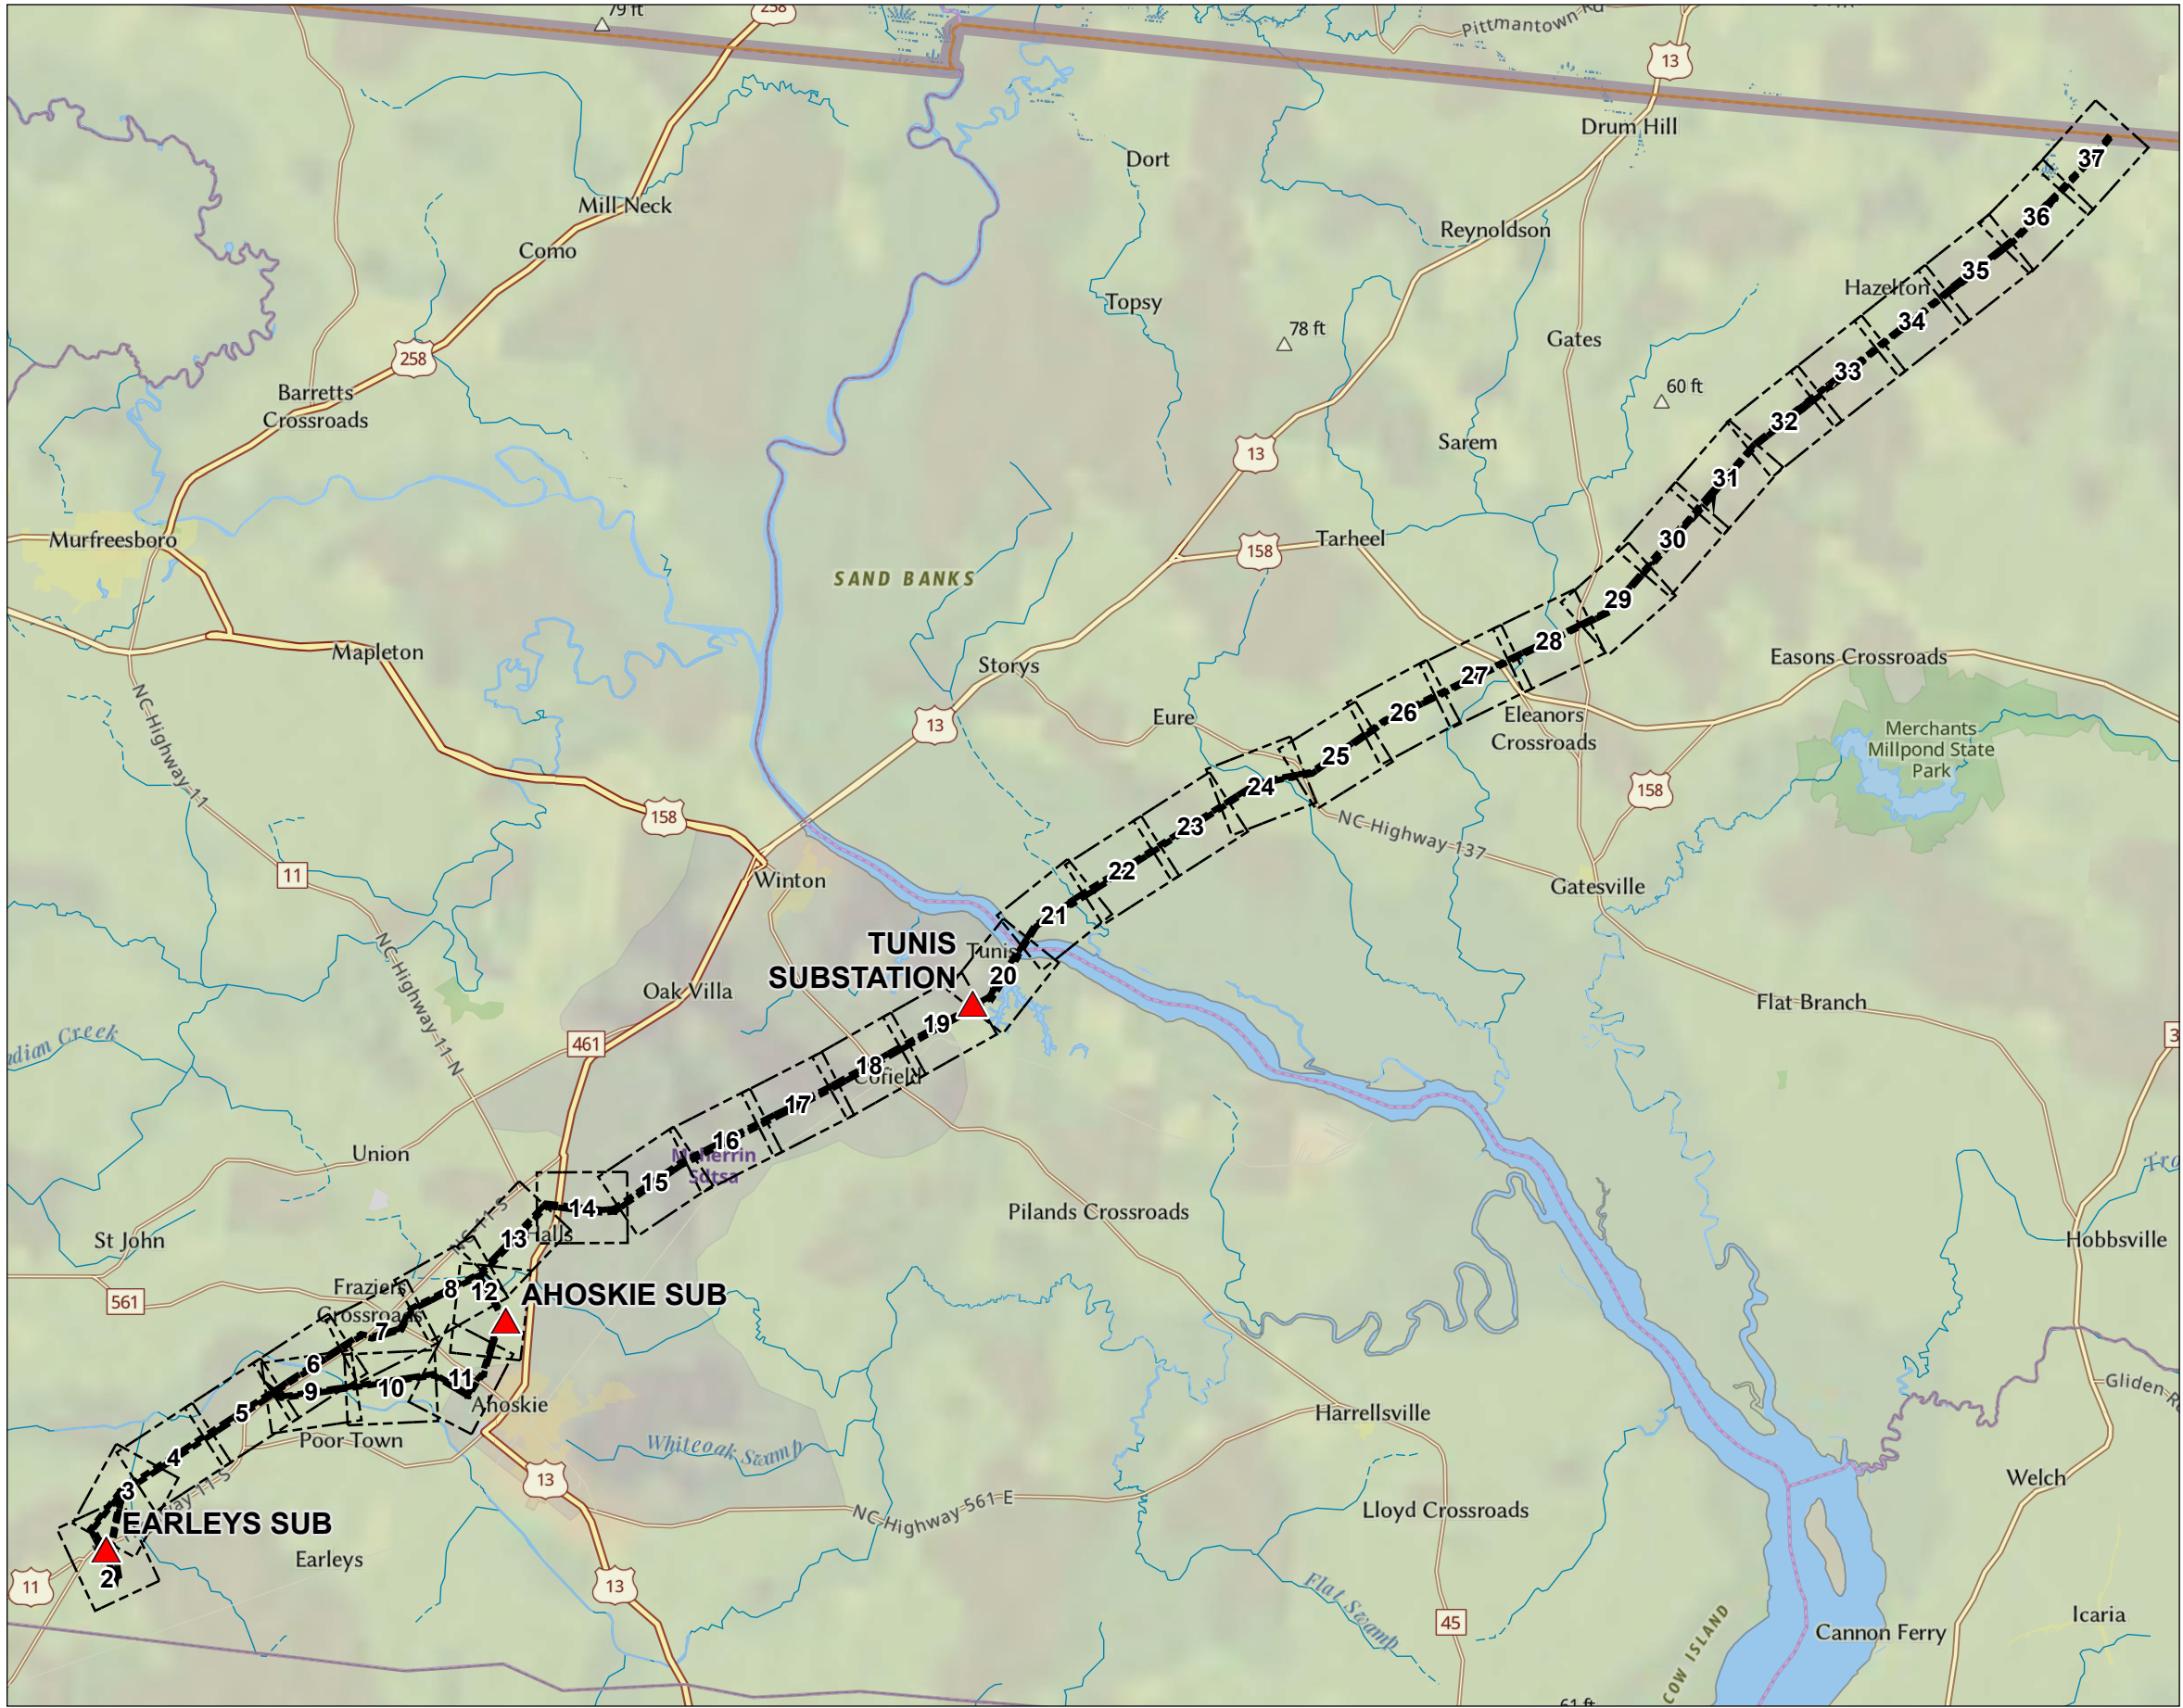 79 ft
258
Pittmantown Rd
13
Drum Hill
37
Dort
Mill Neck
36
Reynoldson
Como
35
Hazelton
Topsy
34
78 ft
Gates
258
33
60 ft
Barretts
Crossroads
32
Sarem
13
31
Murfreesboro
Tarheel
30
158
SAND BANKS
29
28
Mapleton
Easons Crossroads
Storys
27
NC Highway 11
26
Eure
13
Eleanors
Crossroads
Merchants
Millpond State
Park
25
24
158
158
23
NC Highway 137
22
11
Winton
Gatesville
21
TUNIS
SUBSTATION
Tunis
NC Highway 11 N
20
Oak Villa
Flat Branch
19
461
18
Cofield
17
16
Union
Meherrin
Sdtsa
15
14
Pilands Crossroads
St John
13
Halls
Hobbsville
Fraziers
Crossroads
8
12
AHOSKIE SUB
561
7
6
9
10
11
Ahoskie
Gliden
5
Harrellsville
Poor Town
Whiteoak Swamp
4
13
Welch
3
NC Highway 561 E
Lloyd Crossroads
EARLEYS SUB
Earleys
2
11
13
Flat Swamp
45
Icaria
COW ISLAND
Cannon Ferry
61 ft